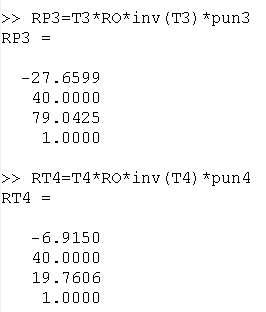 >> RP3=T3*RO*inv(T3)*pun3
RP3 =
-27.6599
40.0000
79.0425
1.0000
>> RT4=T4*RO*inv(T4)*pun4
RT4 =
-6.9150
40.0000
19.7606
1.0000